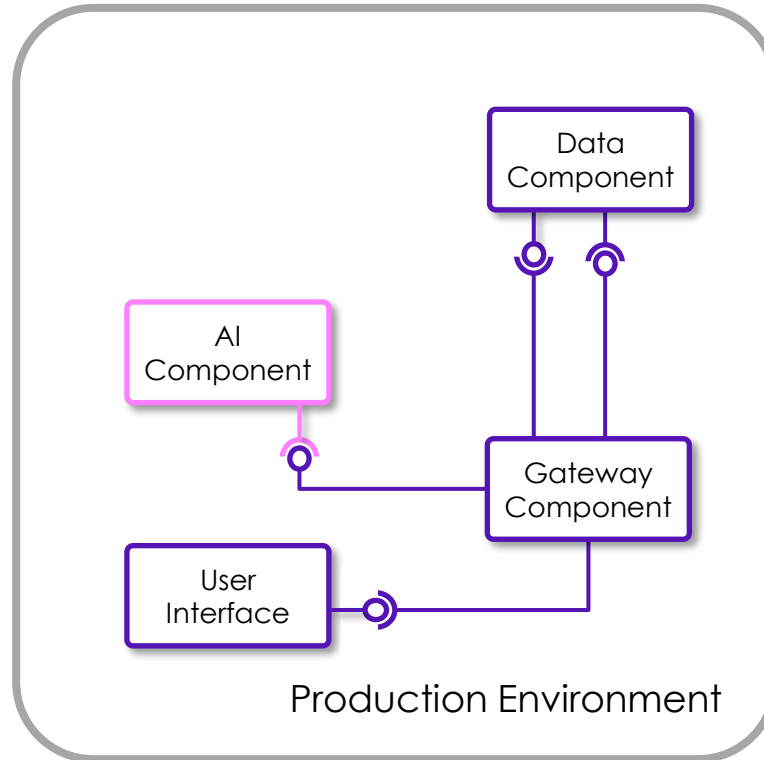 Data
Component
AI
Component
Gateway
Component
User
Interface
Production Environment